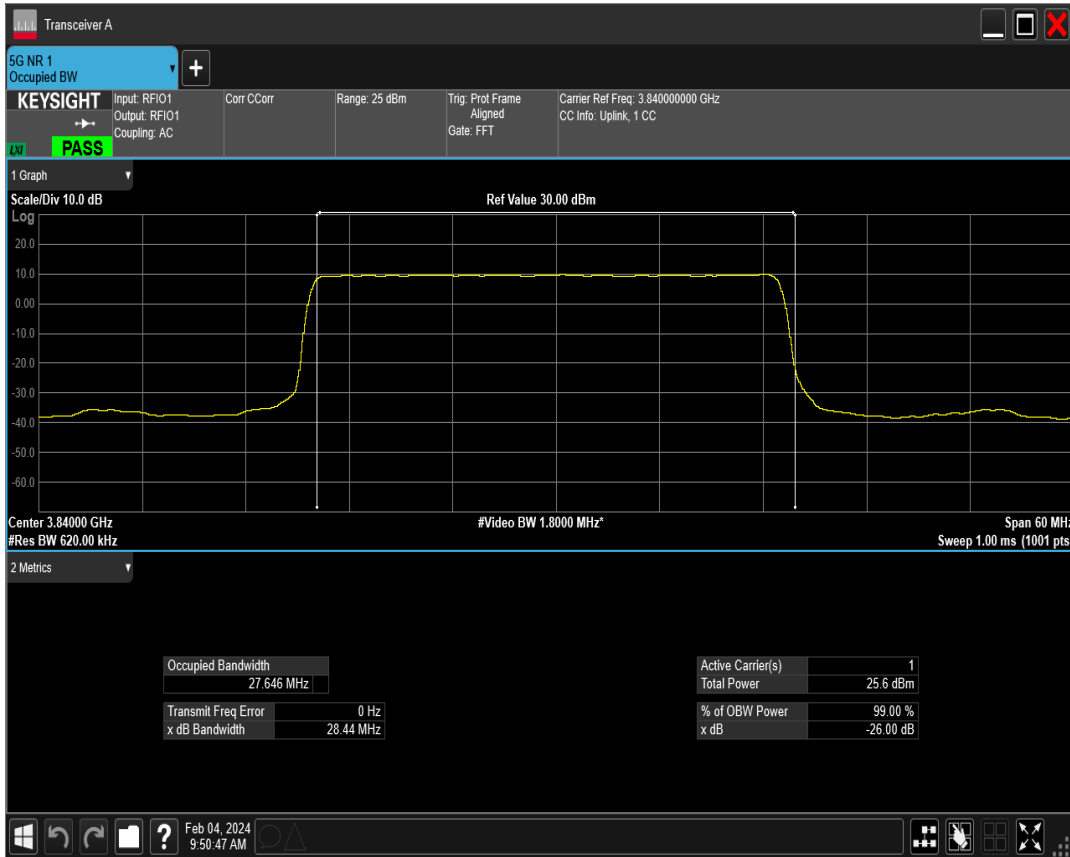 Transceiver A
5G NR 1
Occupied BW
+
KEYSIGHT
LXI
PASS
Input: RFIO1
Output: RFIO1
Coupling: AC
Corr CCorr
Range: 25 dBm
Trig: Prot Frame
Aligned
Gate: FFT
Carrier Ref Freq: 3.840000000 GHz
CC Info: Uplink, 1 CC
1 Graph
Scale/Div 10.0 dB
Ref Value 30.00 dBm
Log
20.0
10.0
0.00
-10.0
-20.0
-30.0
-40.0
-50.0
-60.0
Center 3.84000 GHz
#Video BW 1.8000 MHz*
Span 60 MHz
#Res BW 620.00 kHz
Sweep 1.00 ms (1001 pts
2 Metrics
Occupied Bandwidth
27.646 MHz
Transmit Freq Error 0 Hz
x dB Bandwidth 28.44 MHz
Active Carrier(s) 1
Total Power 25.6 dBm
% of OBW Power 99.00 %
x dB -26.00 dB
?
Feb 04, 2024
9:50:47 AM